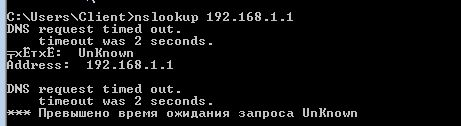 C:\Users\Client>nslookup 192.168.1.1
DNS request timed out.
    timeout was 2 seconds.
╤хЁтхЁ:  UnKnown
Address:  192.168.1.1

DNS request timed out.
    timeout was 2 seconds.
*** Превышено время ожидания запроса UnKnown